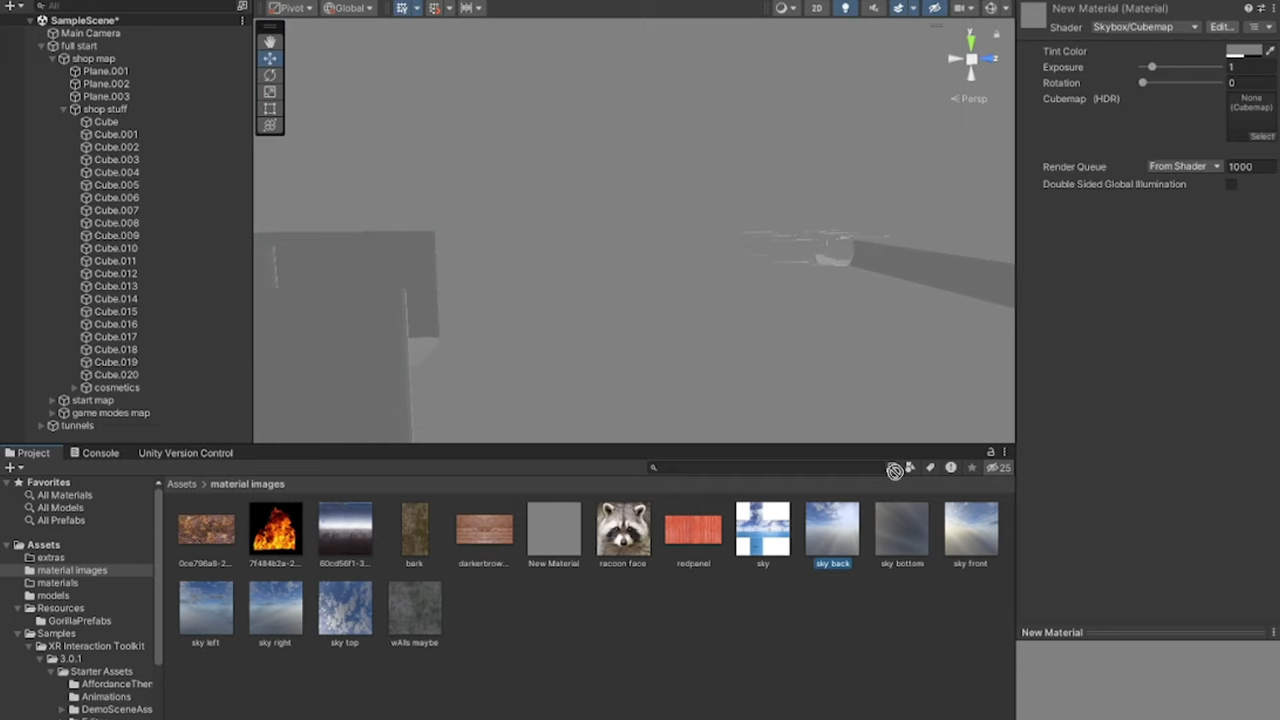 All
Pivot
Global
2D
New Material (Material)
Shader
Skybox/Cubemap
Edit...
SampleScene*
Main Camera
full start
shop map
Plane.001
Plane.002
Plane.003
shop stuff
Cube
Cube.001
Cube.002
Cube.003
Cube.004
Cube.005
Cube.006
Cube.007
Cube.008
Cube.009
Cube.010
Cube.011
Cube.012
Cube.013
Cube.014
Cube.015
Cube.016
Cube.017
Cube.018
Cube.019
Cube.020
cosmetics
start map
game modes map
tunnels
y
z
Persp
Tint Color
Exposure
1
Rotation
0
Cubemap (HDR)
None
(Cubemap)
Select
Render Queue
From Shader
1000
Double Sided Global Illumination
Project
Console
Unity Version Control
25
Favorites
All Materials
All Models
All Prefabs
Assets
extras
material images
materials
models
Resources
GorillaPrefabs
Samples
XR Interaction Toolkit
3.0.1
Starter Assets
AffordanceTher
Animations
DemoSceneAss
Assets > material images
0ce796a8-2...
7f484b2a-2...
60cd56f1-3...
bark
darkerbrow...
New Material
racoon face
redpanel
sky
sky back
sky bottom
sky front
sky left
sky right
sky top
wAlls maybe
New Material